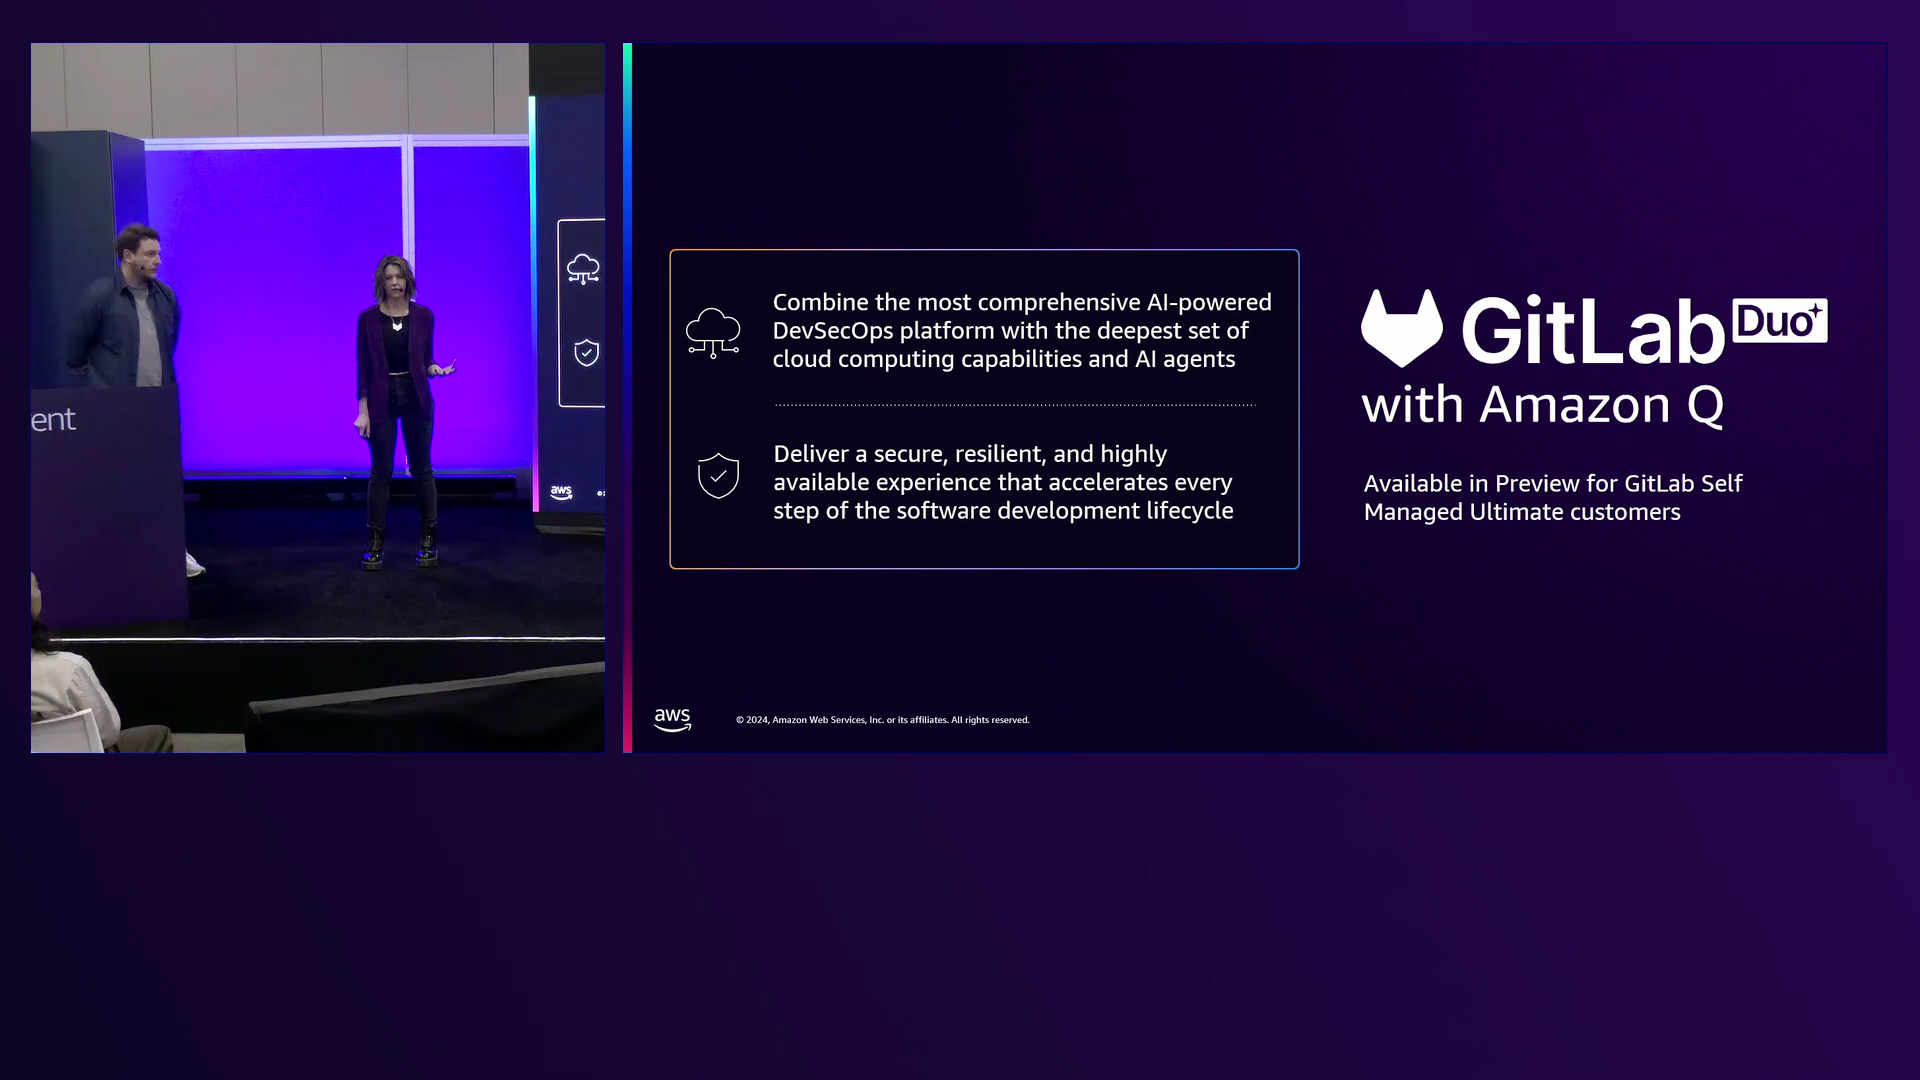 ent
aws
Combine the most comprehensive AI-powered
DevSecOps platform with the deepest set of
cloud computing capabilities and AI agents
Deliver a secure, resilient, and highly
available experience that accelerates every
step of the software development lifecycle
GitLab Duo
with Amazon Q
Available in Preview for GitLab Self
Managed Ultimate customers
aws
© 2024, Amazon Web Services, Inc. or its affiliates. All rights reserved.